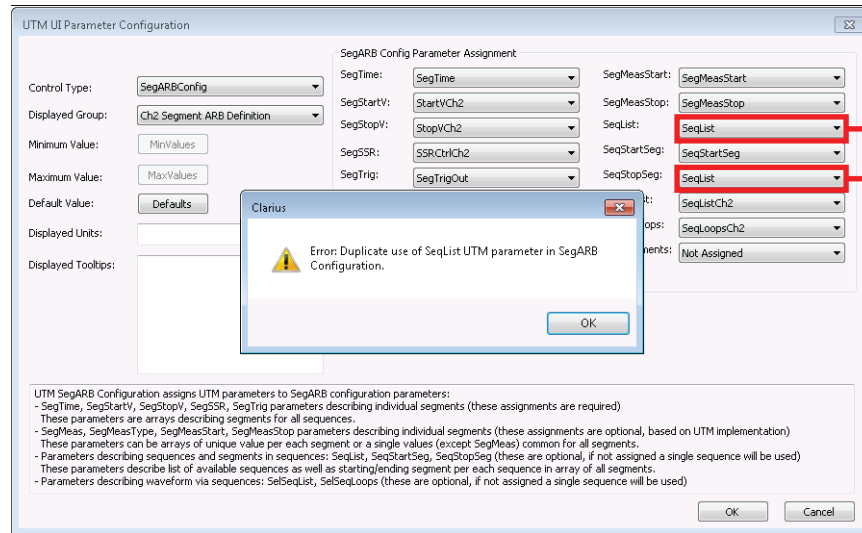 UTM UI Parameter Configuration
SegARB Config Parameter Assignment
Control Type: SegARBConfig
Displayed Group: Ch2 Segment ARB Definition
Minimum Value: MinValues
Maximum Value: MaxValues
Default Value: Defaults
Displayed Units:
Displayed Tooltips:
SegTime: SegTime
SegStartV: StartVCh2
SegStopV: StopVCh2
SegSSR: SSRCtrlCh2
SegTrig: SegTrigOut
SegMeasStart: SegMeasStart
SegMeasStop: SegMeasStop
SeqList: SeqList
SeqStartSeg: SeqStartSeg
SeqStopSeg: SeqList
st: SeqListCh2
ops: SeqLoopsCh2
ments: Not Assigned
Clarius
Error: Duplicate use of SeqList UTM parameter in SegARB
Configuration.
OK
UTM SegARB Configuration assigns UTM parameters to SegARB configuration parameters:
- SegTime, SegStartV, SegStopV, SegSSR, SegTrig parameters describing individual segments (these assignments are required)
These parameters are arrays describing segments for all sequences.
- SegMeas, SegMeasType, SegMeasStart, SegMeasStop parameters describing individual segments (these assignments are optional, based on UTM implementation)
These parameters can be arrays of unique value per each segment or a single values (except SegMeas) common for all segments.
- Parameters describing sequences and segments in sequences: SeqList, SeqStartSeg, SeqStopSeg (these are optional, if not assigned a single sequence will be used)
These parameters describe list of available sequences as well as starting/ending segment per each sequence in array of all segments.
- Parameters describing waveform via sequences: SelSeqList, SelSeqLoops (these are optional, if not assigned a single sequence will be used)
OK Cancel